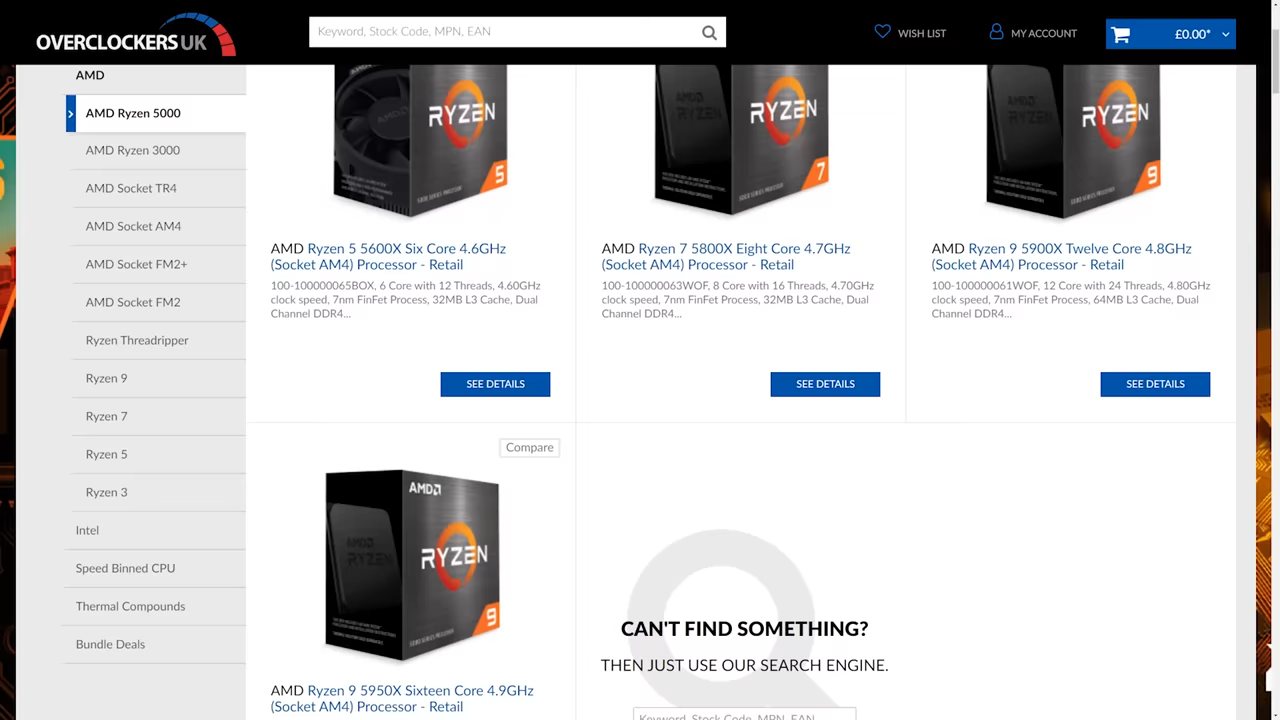 OVERCLOCKERS UK
Keyword, Stock Code, MPN, EAN
WISH LIST
MY ACCOUNT
£0.00*
AMD
AMD Ryzen 5000
AMD Ryzen 3000
AMD Socket TR4
AMD Socket AM4
AMD Socket FM2+
AMD Socket FM2
Ryzen Threadripper
Ryzen 9
Ryzen 7
Ryzen 5
Ryzen 3
Intel
Speed Binned CPU
Thermal Compounds
Bundle Deals
RYZEN
5
AMD Ryzen 5 5600X Six Core 4.6GHz
(Socket AM4) Processor - Retail
100-100000065BOX, 6 Core with 12 Threads, 4.60GHz
clock speed, 7nm FinFet Process, 32MB L3 Cache, Dual
Channel DDR4...
SEE DETAILS
RYZEN
7
AMD Ryzen 7 5800X Eight Core 4.7GHz
(Socket AM4) Processor - Retail
100-100000063WOF, 8 Core with 16 Threads, 4.70GHz
clock speed, 7nm FinFet Process, 32MB L3 Cache, Dual
Channel DDR4...
SEE DETAILS
RYZEN
9
AMD Ryzen 9 5900X Twelve Core 4.8GHz
(Socket AM4) Processor - Retail
100-100000061WOF, 12 Core with 24 Threads, 4.80GHz
clock speed, 7nm FinFet Process, 64MB L3 Cache, Dual
Channel DDR4...
SEE DETAILS
Compare
AMD
RYZEN
9
AMD Ryzen 9 5950X Sixteen Core 4.9GHz
(Socket AM4) Processor - Retail
CAN'T FIND SOMETHING?
THEN JUST USE OUR SEARCH ENGINE.
Keyword, Stock Code, MPN, EAN